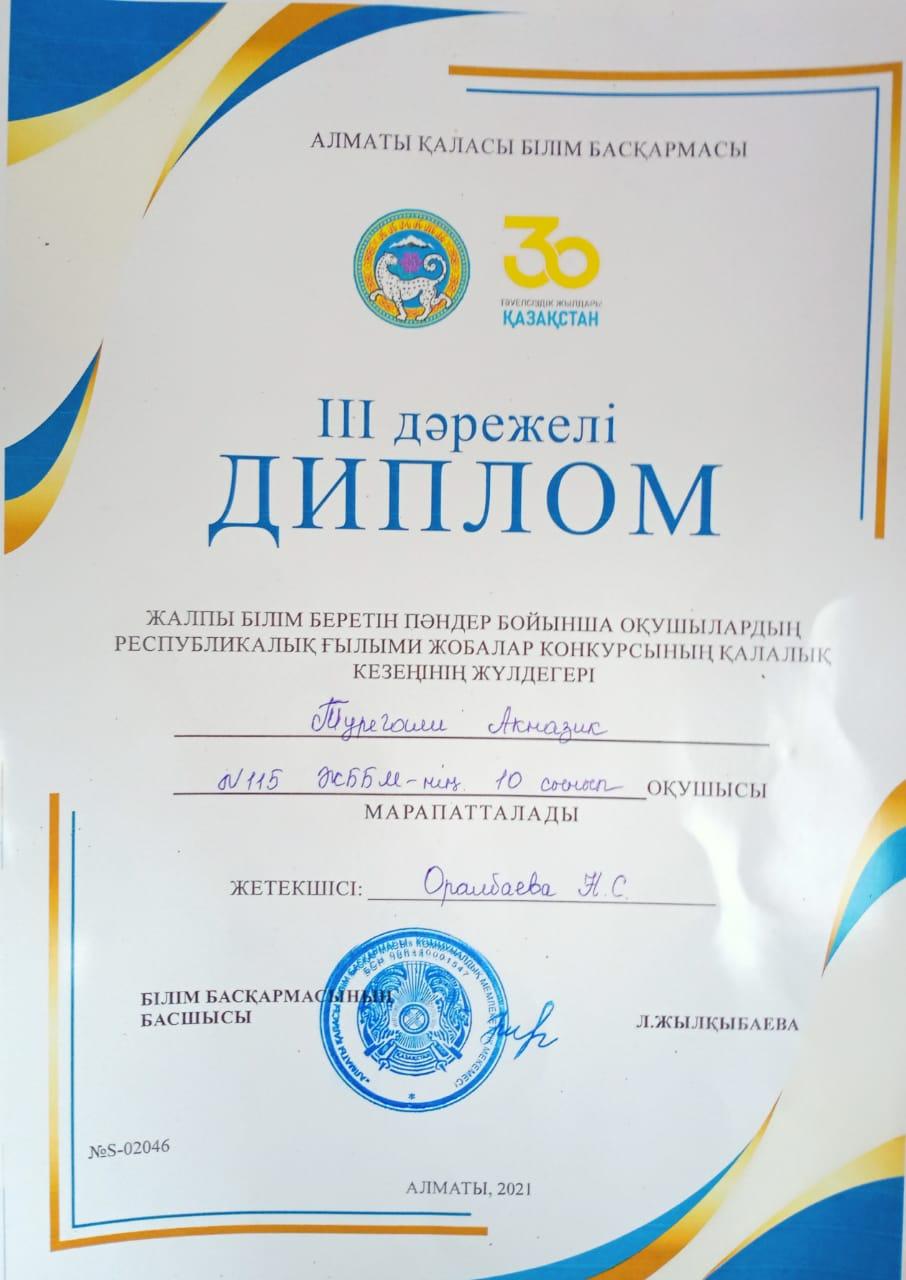 АЛМАТЫ ҚАЛАСЫ БІЛІМ БАСҚАРМАСЫ
30
ТӘУЕЛСІЗДІК ЖЫЛДАРЫ
ҚАЗАҚСТАН
III дәрежелі
ДИПЛОМ
ЖАЛПЫ БІЛІМ БЕРЕТІН ПӘНДЕР БОЙЫНША ОҚУШЫЛАРДЫҢ
РЕСПУБЛИКАЛЫҚ ҒЫЛЫМИ ЖОБАЛАР КОНКУРСЫНЫҢ ҚАЛАЛЫҚ
КЕЗЕҢІНІҢ ЖҮЛДЕГЕРІ
Турегали Акназик
N115 ЖББМ-нің 10 сынып ОҚУШЫСЫ
МАРАПАТТАЛАДЫ
ЖЕТЕКШІСІ: Оралбаева Н.С.
БІЛІМ БАСҚАРМАСЫНЫҢ
БАСШЫСЫ
Л.ЖЫЛҚЫБАЕВА
ҚАЗАҚСТАН
№S-02046
АЛМАТЫ, 2021